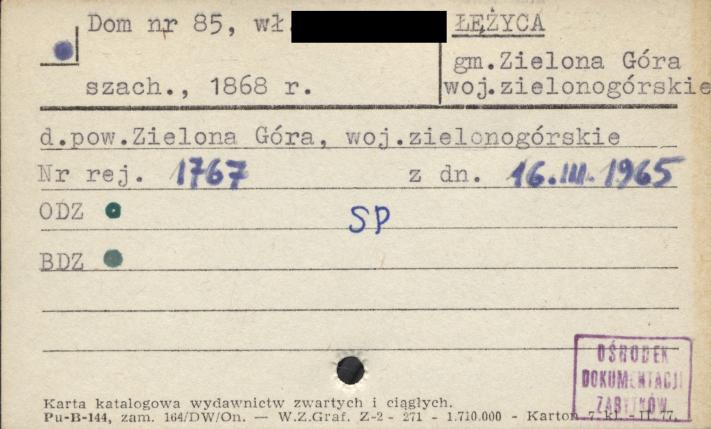 Dom nr 85, wł. ŁĘŻYCA
gm.Zielona Góra
szach., 1868 r. woj.zielonogórskie
d.pow.Zielona Góra, woj.zielonogórskie
Nr rej. 1767 z dn. 16.III.1965
ODZ
SP
BDZ
OŚRODEK
DOKUMENTACJI
ZABYTKÓW
Karta katalogowa wydawnictw zwartych i ciągłych.
Pu-B-144, zam. 164/DW/On. — W.Z.Graf. Z-2 - 271 - 1.710.000 - Karton 7. kl. - 11. 77.